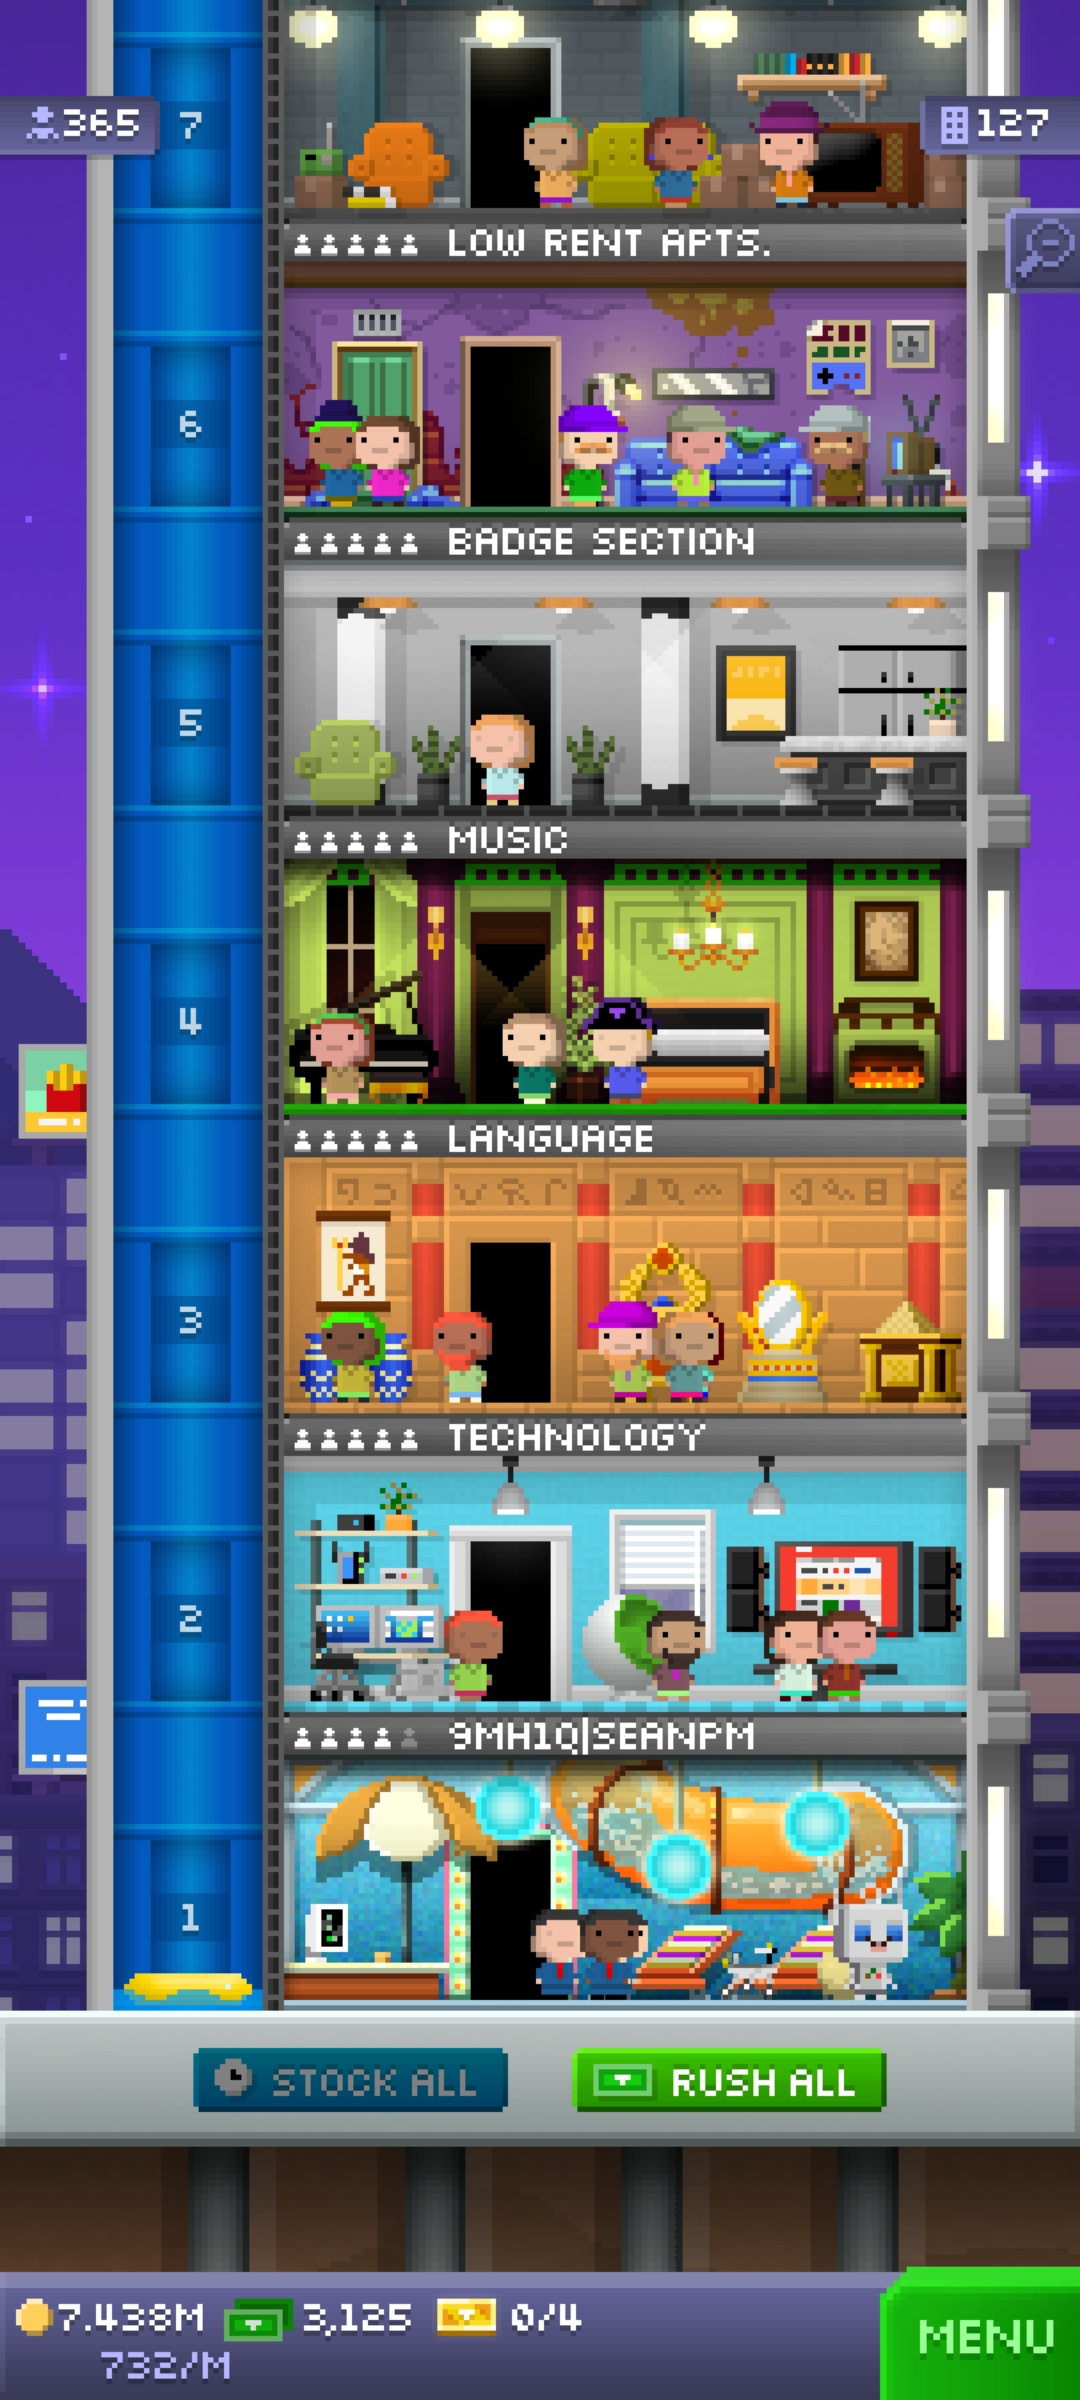 365
7
127
LOW RENT APTS.
6
BADGE SECTION
5
MUSIC
4
LANGUAGE
3
TECHNOLOGY
2
9MH1Q|SEANPM
1
STOCK ALL
RUSH ALL
7.438M
3,125
0/4
732/M
MENU